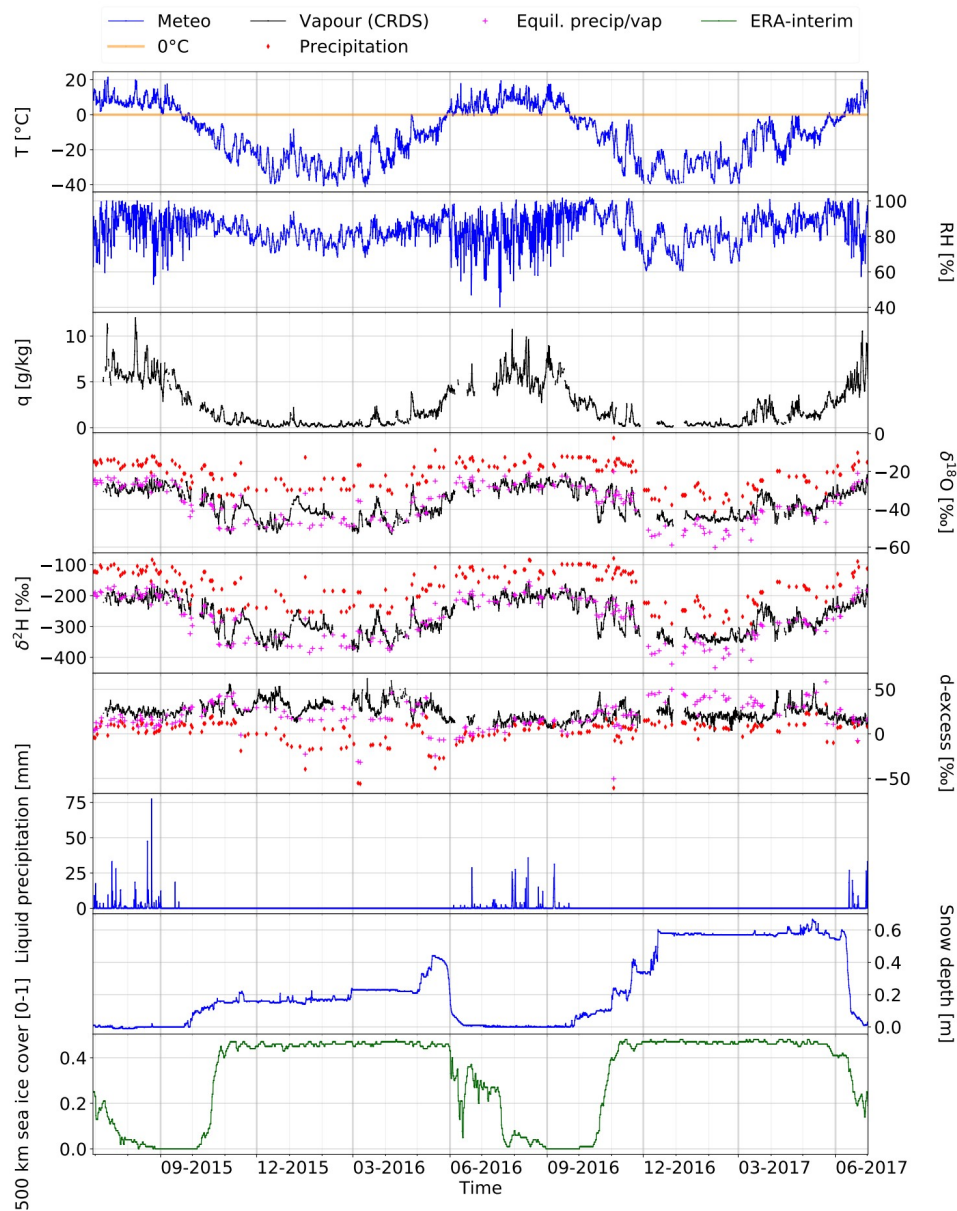 Meteo Vapour (CRDS) Equil. precip/vap ERA-interim
0°C Precipitation
T [°C]
20
0
−20
−40
RH [%]
100
80
60
40
q [g/kg]
10
5
0
δ¹⁸O [‰]
0
−20
−40
−60
δ²H [‰]
−100
−200
−300
−400
d-excess [‰]
50
0
−50
Liquid precipitation [mm]
75
50
25
0
Snow depth [m]
0.6
0.4
0.2
0.0
500 km sea ice cover [0-1]
0.4
0.2
0.0
09-2015 12-2015 03-2016 06-2016 09-2016 12-2016 03-2017 06-2017
Time